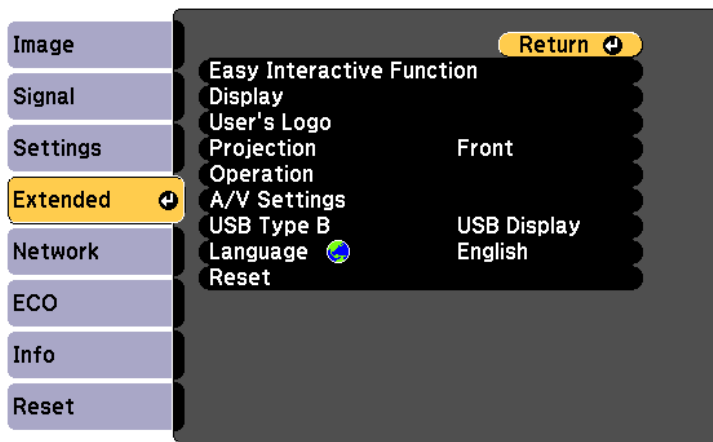 Image
Signal
Settings
Extended
Network
ECO
Info
Reset
Return
Easy Interactive Function
Display
User's Logo
Projection Front
Operation
A/V Settings
USB Type B USB Display
Language English
Reset